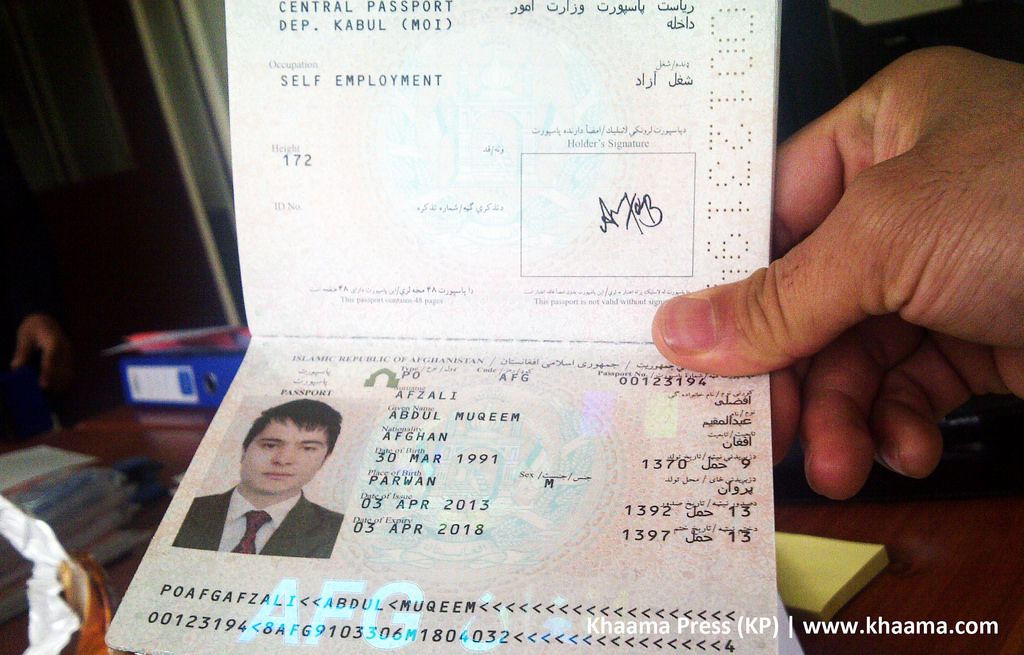 CENTRAL PASSPORT
ریاست پاسپورت وزارت امور
DEP. KABUL (MOI)
داخله
Occupation
SELF EMPLOYMENT
شغل آزاد
دپاسپورت لرونکي لاسلیک/امضأ دارنده پاسپورت
Holder's Signature
Height
ونه/قد
172
ID No.
دتذکرې گڼه/شماره تذکره
دا پاسپورت ۴۸ مخه لري/این پاسپورت دارای ۴۸ صفحه است
This passport contains 48 pages
This passport is not valid without
ISLAMIC REPUBLIC OF AFGHANISTAN / جمهوری اسلامی افغانستان / جمهوریت
پاسپورت
پاسپورت
PASSPORT
Type
PO
Code
AFG
Passport No.
00123194
AFZALI
افضلی
Given Name
ABDUL MUQEEM
عبدالمقیم
Nationality
AFGHAN
افغان
Date of Birth
30 MAR 1991
9 حمل 1370
Place of Birth
PARWAN
پروان
Sex / جنسیت / جنس
M
Date of Issue
03 APR 2013
13 حمل 1392
Date of Expiry
03 APR 2018
13 حمل 1397
AFG
POAFGAFZALI<<ABDUL<MUQEEM<<<<<<<<<<<<<<<<<<<
00123194<8AFG9103306M1804032<<<<<<<<<<<<<<<4
Khaama Press (KP) | www.khaama.com